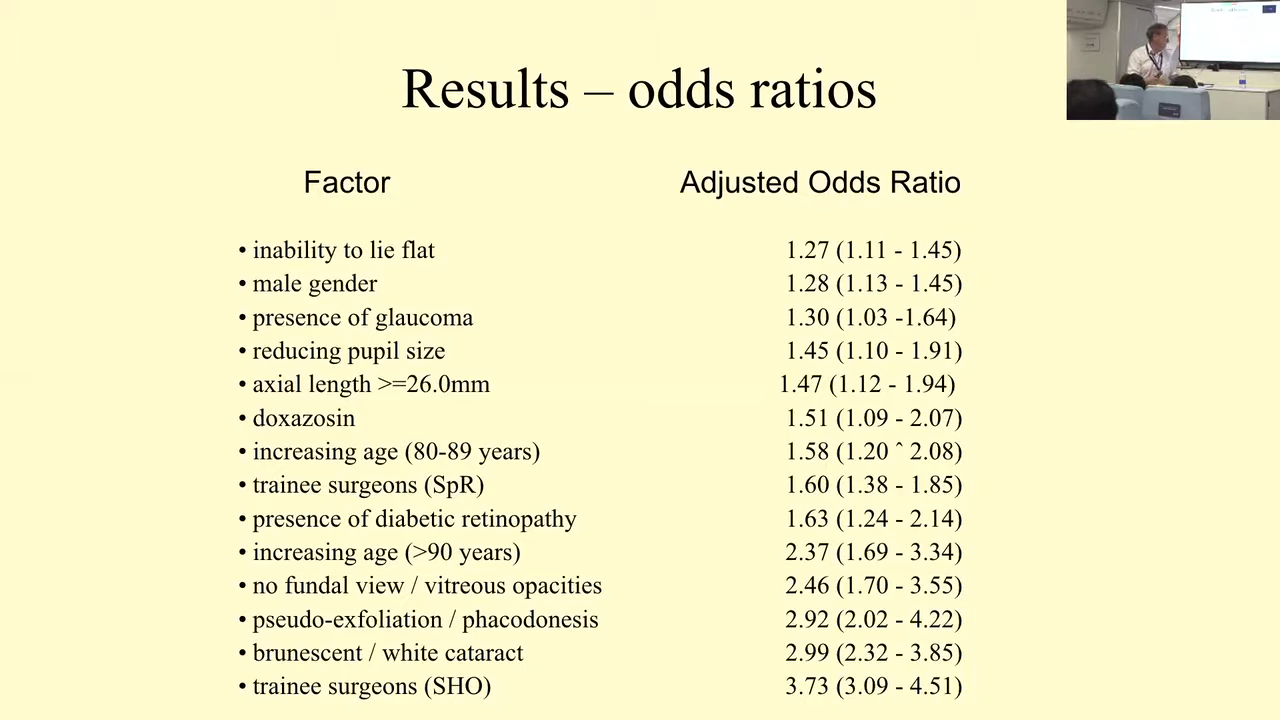 Results – odds ratios
Factor Adjusted Odds Ratio
• inability to lie flat 1.27 (1.11 - 1.45)
• male gender 1.28 (1.13 - 1.45)
• presence of glaucoma 1.30 (1.03 -1.64)
• reducing pupil size 1.45 (1.10 - 1.91)
• axial length >=26.0mm 1.47 (1.12 - 1.94)
• doxazosin 1.51 (1.09 - 2.07)
• increasing age (80-89 years) 1.58 (1.20 ˆ 2.08)
• trainee surgeons (SpR) 1.60 (1.38 - 1.85)
• presence of diabetic retinopathy 1.63 (1.24 - 2.14)
• increasing age (>90 years) 2.37 (1.69 - 3.34)
• no fundal view / vitreous opacities 2.46 (1.70 - 3.55)
• pseudo-exfoliation / phacodonesis 2.92 (2.02 - 4.22)
• brunescent / white cataract 2.99 (2.32 - 3.85)
• trainee surgeons (SHO) 3.73 (3.09 - 4.51)